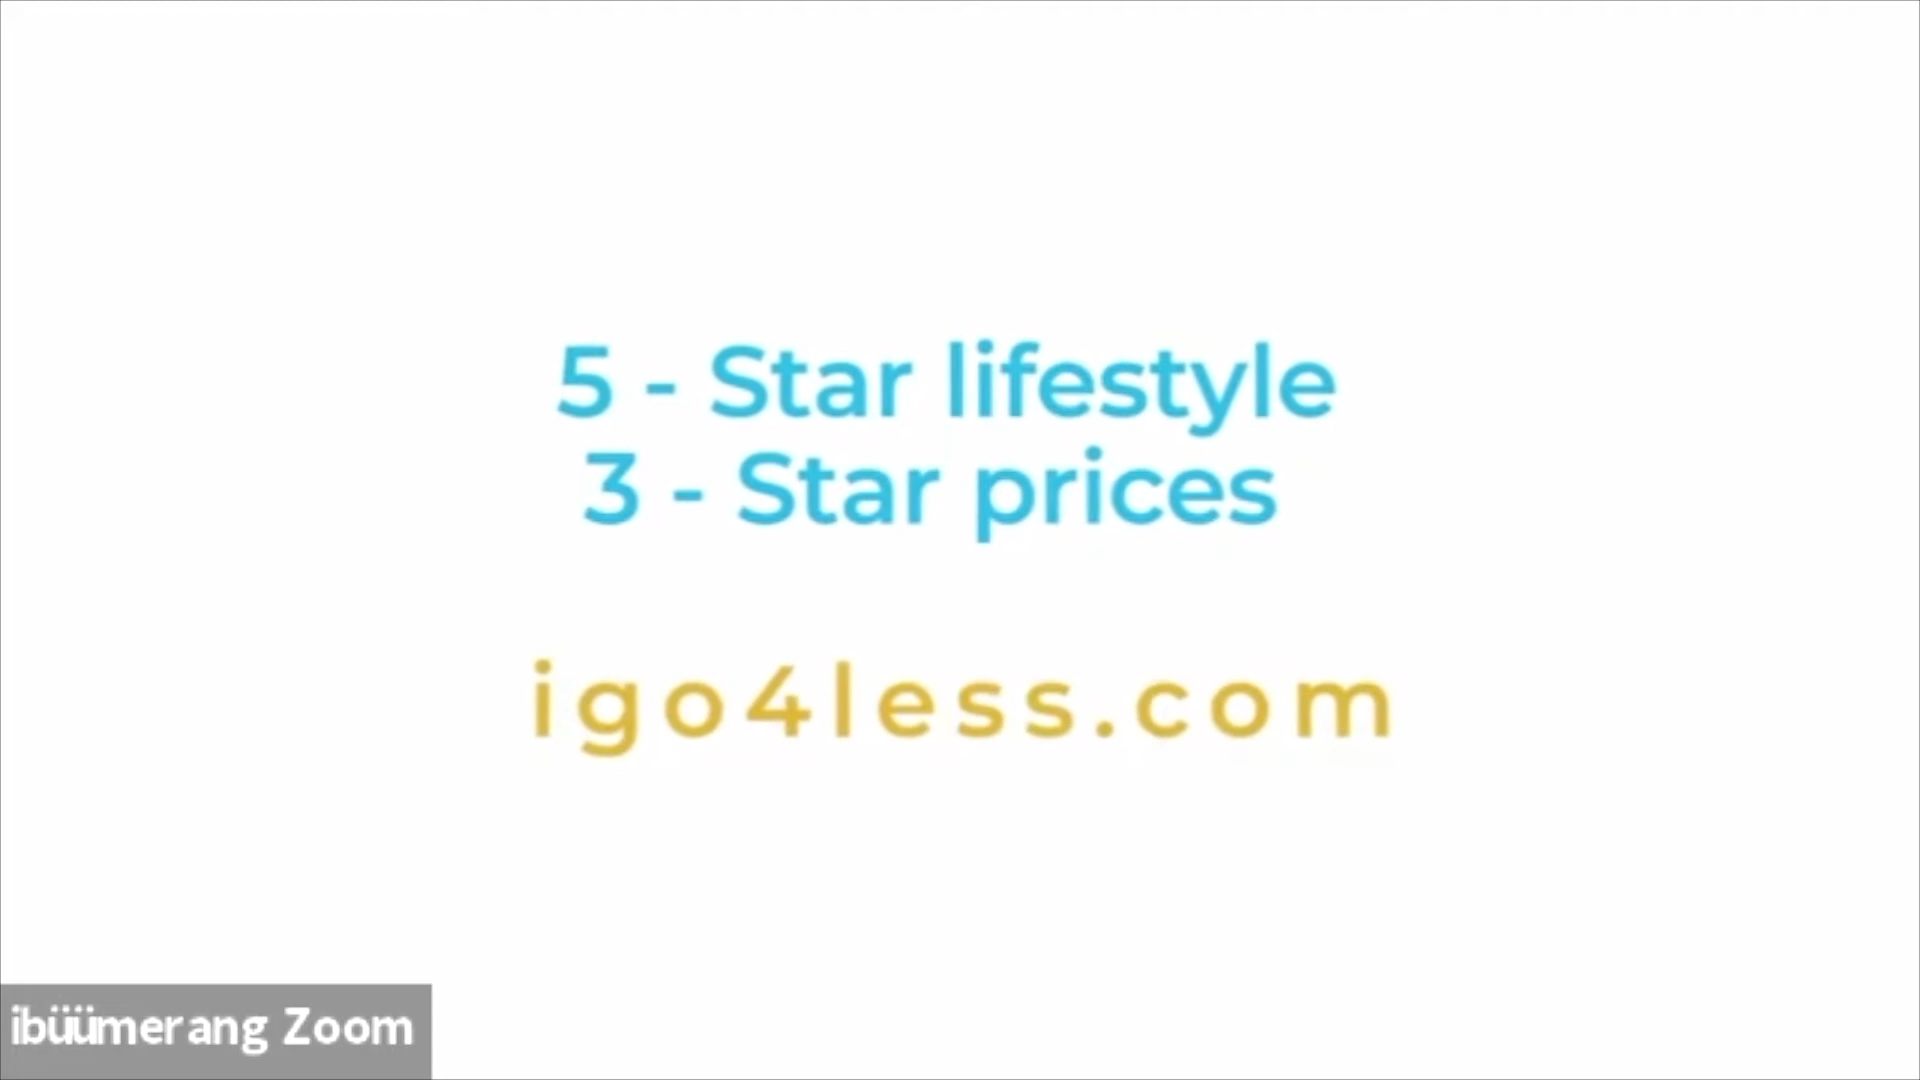 5 - Star lifestyle
3 - Star prices
igo4less.com
ibüümerang Zoom